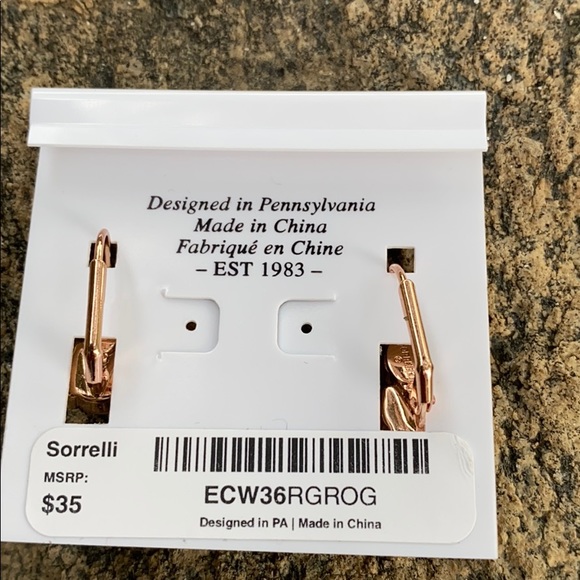 Designed in Pennsylvania
Made in China
Fabriqué en Chine
– EST 1983 –
Sorrelli
MSRP:
$35
ECW36RGROG
Designed in PA | Made in China